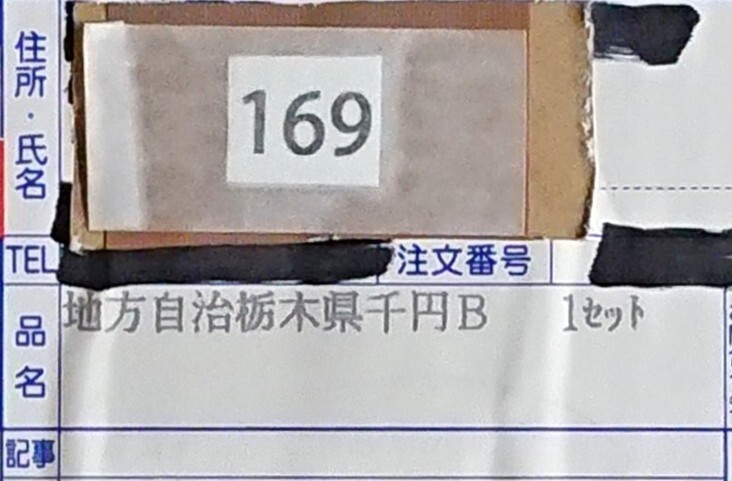 住所・氏名
169
TEL
注文番号
品名
地方自治栃木県千円B 1セット
記事